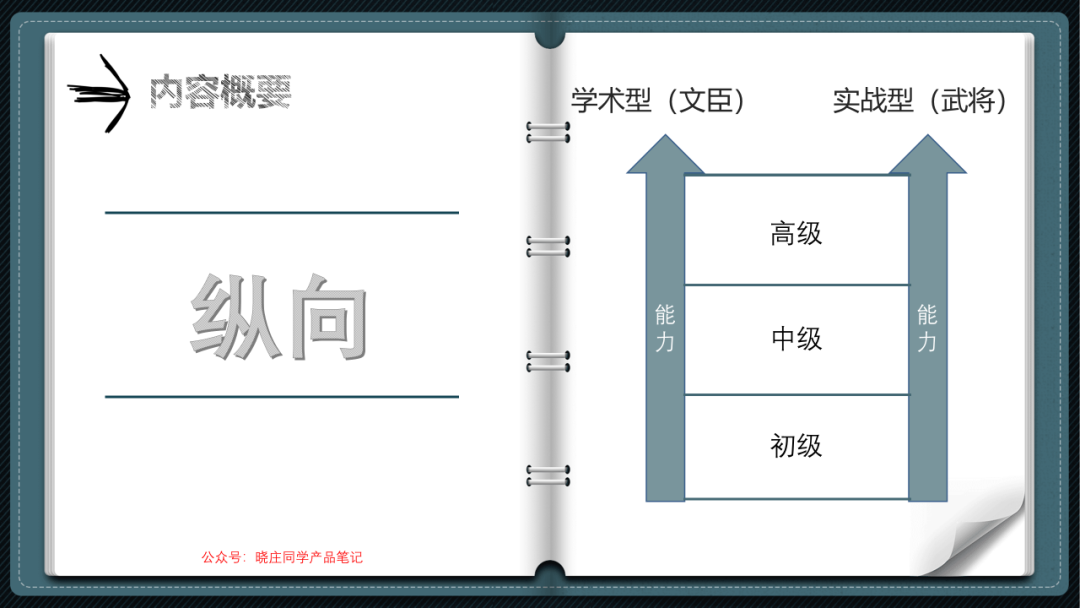 内容概要
纵向
公众号：晓庄同学产品笔记
学术型（文臣）
实战型（武将）
高级
能力
中级
能力
初级